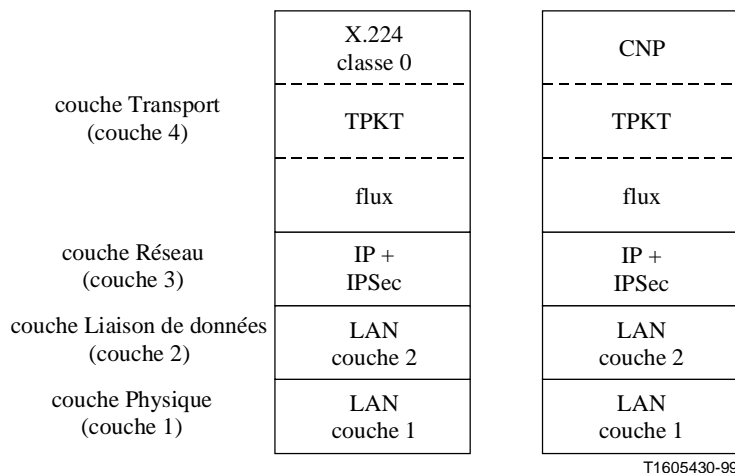 X.224
classe 0
CNP
couche Transport
(couche 4)
TPKT
TPKT
flux
flux
couche Réseau
(couche 3)
IP +
IPSec
IP +
IPSec
couche Liaison de données
(couche 2)
LAN
couche 2
LAN
couche 2
couche Physique
(couche 1)
LAN
couche 1
LAN
couche 1
T1605430-99